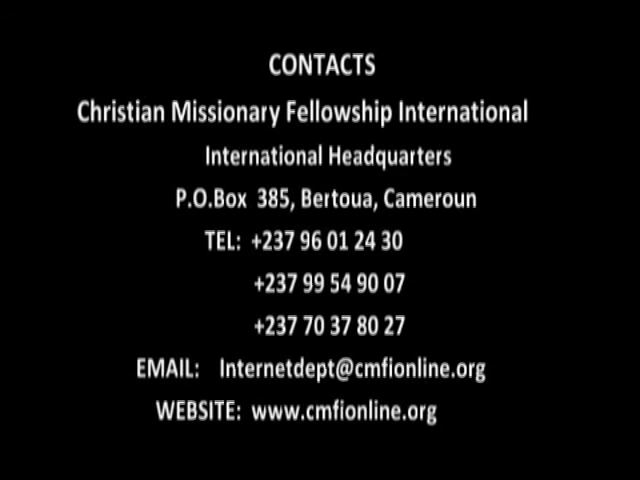 CONTACTS
Christian Missionary Fellowship International
International Headquarters
P.O.Box 385, Bertoua, Cameroun
TEL: +237 96 01 24 30
+237 99 54 90 07
+237 70 37 80 27
EMAIL: Internetdept@cmfionline.org
WEBSITE: www.cmfionline.org